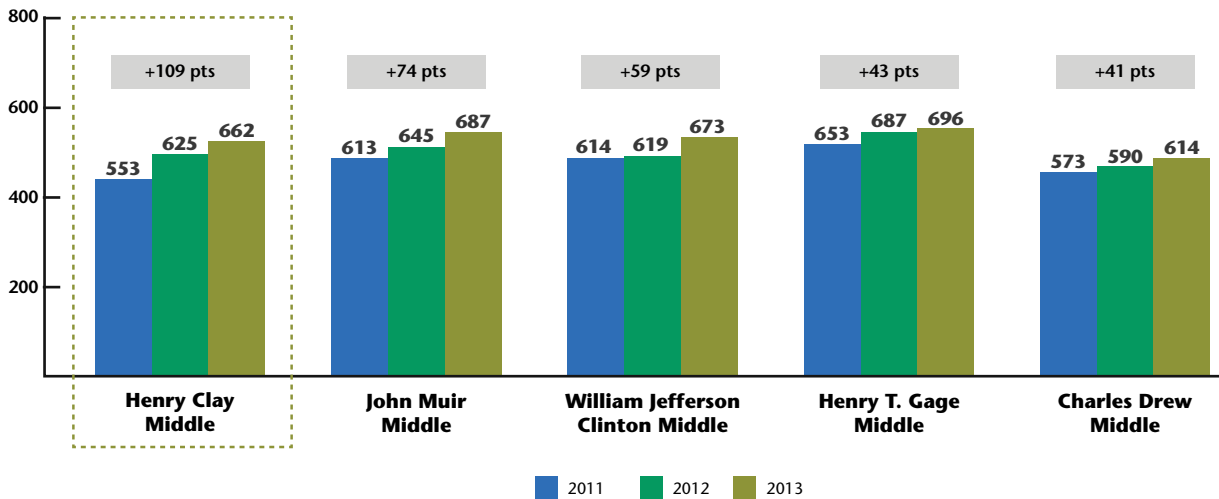 800
600
400
200
+109 pts
+74 pts
+59 pts
+43 pts
+41 pts
553 625 662
613 645 687
614 619 673
653 687 696
573 590 614
Henry Clay
Middle
John Muir
Middle
William Jefferson
Clinton Middle
Henry T. Gage
Middle
Charles Drew
Middle
2011 2012 2013